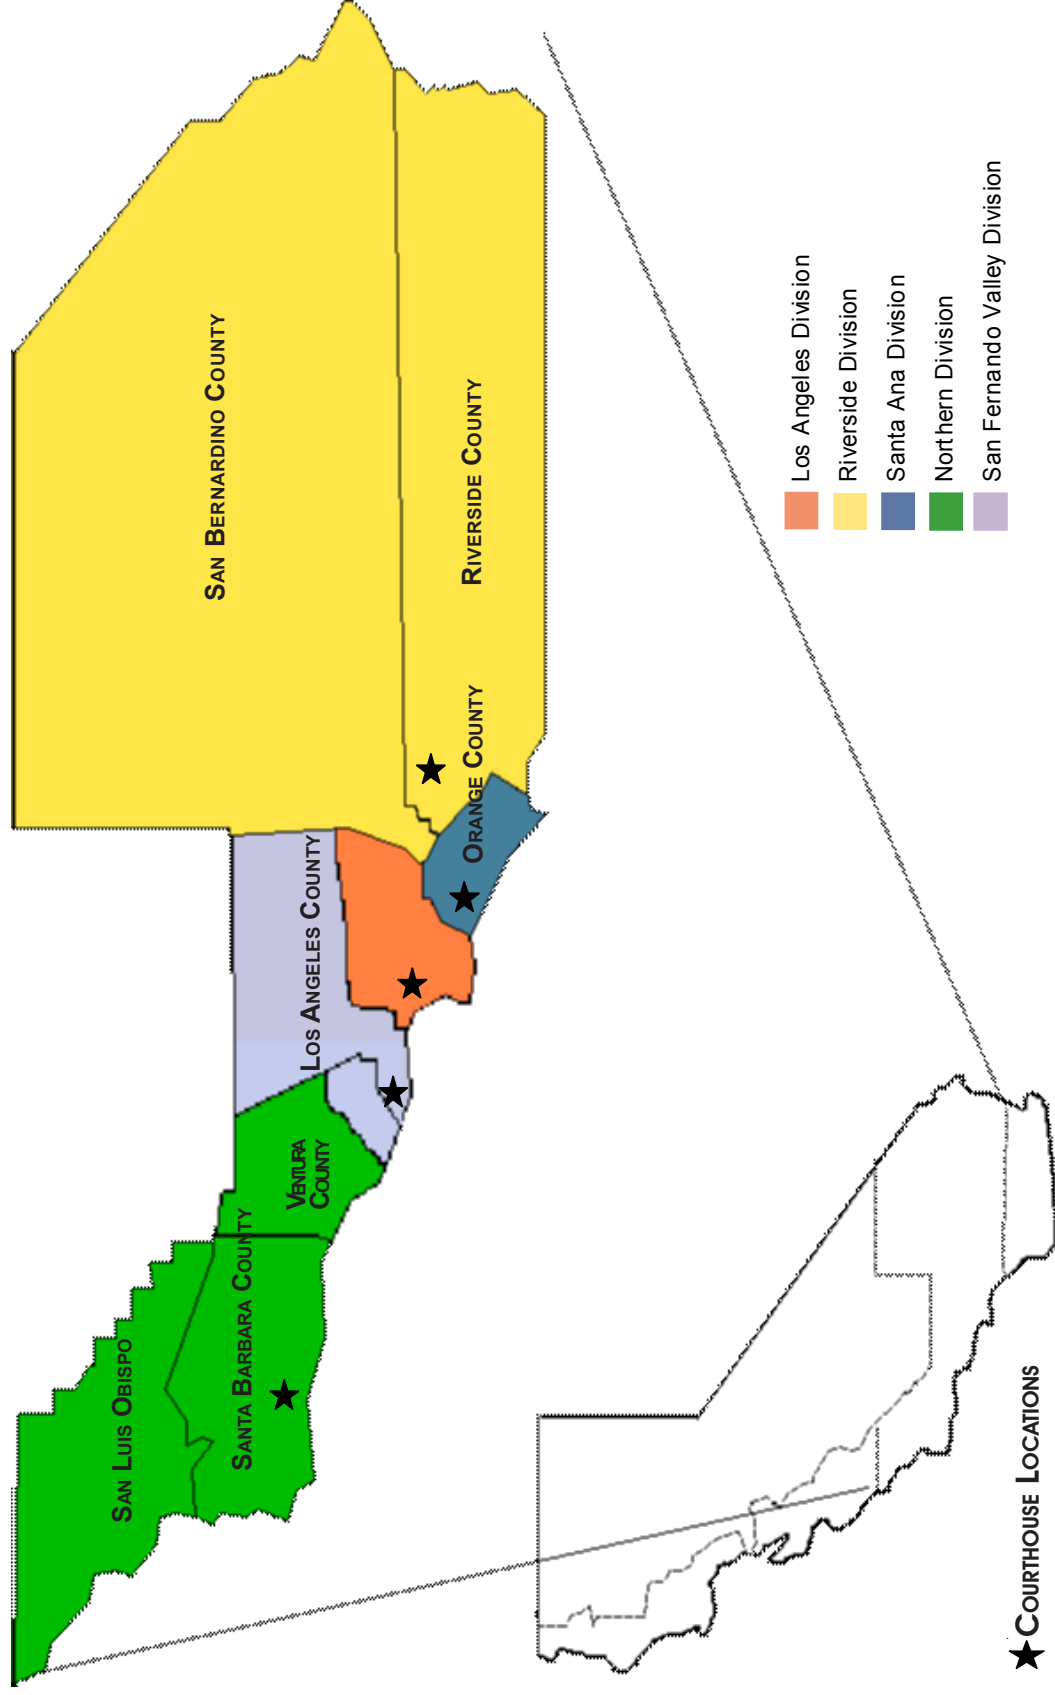 SAN LUIS OBISPO
SANTA BARBARA COUNTY
VENTURA
COUNTY
LOS ANGELES COUNTY
SAN BERNARDINO COUNTY
ORANGE COUNTY
RIVERSIDE COUNTY
Los Angeles Division
Riverside Division
Santa Ana Division
Northern Division
San Fernando Valley Division
COURTHOUSE LOCATIONS